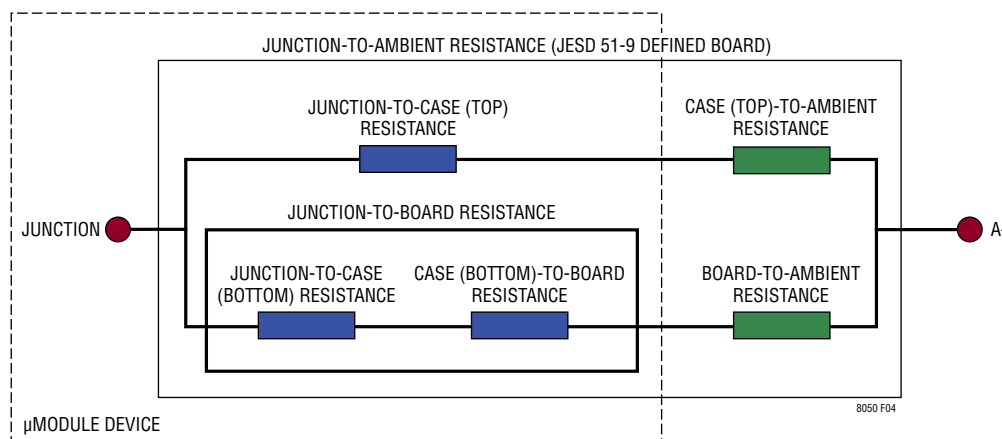 JUNCTION-TO-AMBIENT RESISTANCE (JESD 51-9 DEFINED BOARD)
JUNCTION-TO-CASE (TOP)
RESISTANCE
CASE (TOP)-TO-AMBIENT
RESISTANCE
JUNCTION
JUNCTION-TO-BOARD RESISTANCE
JUNCTION-TO-CASE
(BOTTOM) RESISTANCE
CASE (BOTTOM)-TO-BOARD
RESISTANCE
BOARD-TO-AMBIENT
RESISTANCE
8050 F04
µMODULE DEVICE